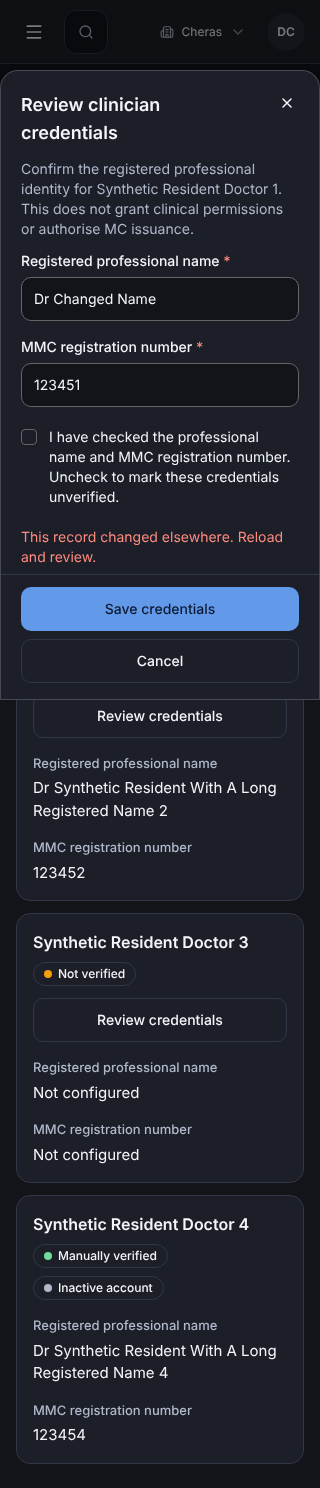 Cheras
DC
Review clinician
credentials
Confirm the registered professional
identity for Synthetic Resident Doctor 1.
This does not grant clinical permissions
or authorise MC issuance.
Registered professional name *
Dr Changed Name
MMC registration number *
123451
I have checked the professional
name and MMC registration number.
Uncheck to mark these credentials
unverified.
This record changed elsewhere. Reload
and review.
Save credentials
Cancel
Review credentials
Registered professional name
Dr Synthetic Resident With A Long
Registered Name 2
MMC registration number
123452
Synthetic Resident Doctor 3
Not verified
Review credentials
Registered professional name
Not configured
MMC registration number
Not configured
Synthetic Resident Doctor 4
Manually verified
Inactive account
Registered professional name
Dr Synthetic Resident With A Long
Registered Name 4
MMC registration number
123454